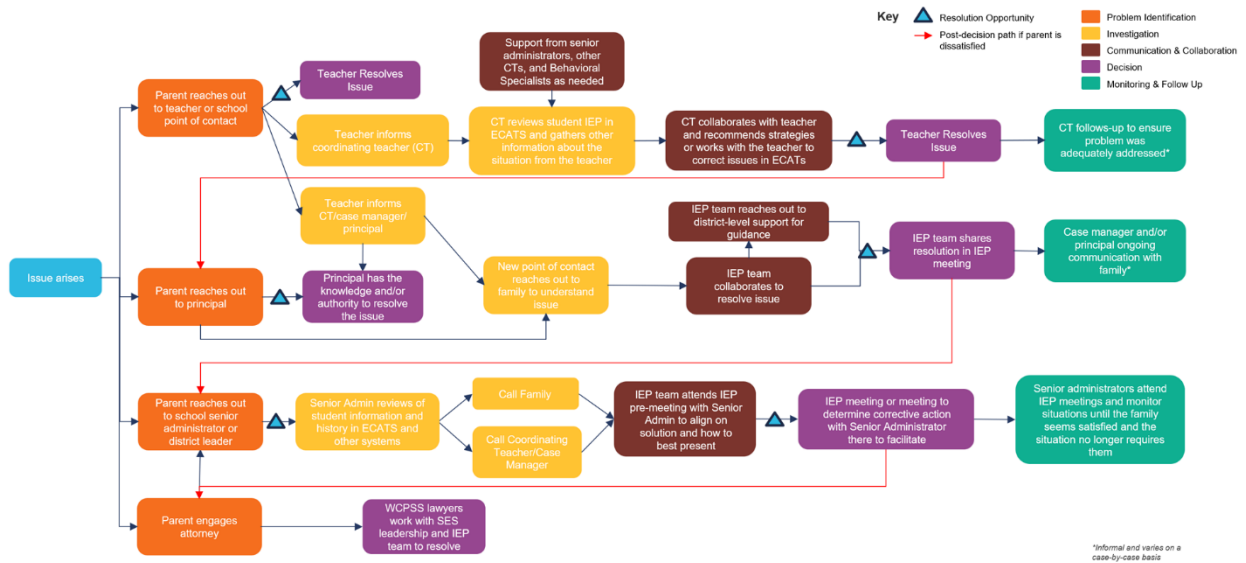 Key
Resolution Opportunity
Post-decision path if parent is
dissatisfied
Problem Identification
Investigation
Communication & Collaboration
Decision
Monitoring & Follow Up
Issue arises
Parent reaches out
to teacher or school
point of contact
Teacher Resolves
Issue
Teacher informs
coordinating teacher (CT)
Support from senior
administrators, other
CTs, and Behavioral
Specialists as needed
CT reviews student IEP in
ECATS and gathers other
information about the
situation from the teacher
CT collaborates with teacher
and recommends strategies
or works with the teacher to
correct issues in ECATs
Teacher Resolves
Issue
CT follows-up to ensure
problem was
adequately addressed*
Teacher informs
CT/case manager/
principal
Parent reaches out
to principal
Principal has the
knowledge and/or
authority to resolve
the issue
New point of contact
reaches out to
family to understand
issue
IEP team reaches out to
district-level support for
guidance
IEP team
collaborates to
resolve issue
IEP team shares
resolution in IEP
meeting
Case manager and/or
principal ongoing
communication with
family*
Parent reaches out
to school senior
administrator or
district leader
Senior Admin reviews of
student information and
history in ECATS and
other systems
Call Family
Call Coordinating
Teacher/Case
Manager
IEP team attends IEP
pre-meeting with Senior
Admin to align on
solution and how to
best present
IEP meeting or meeting to
determine corrective action
with Senior Administrator
there to facilitate
Senior administrators attend
IEP meetings and monitor
situations until the family
seems satisfied and the
situation no longer requires
them
Parent engages
attorney
WCPSS lawyers
work with SES
leadership and IEP
team to resolve
*Informal and varies on a
case-by-case basis